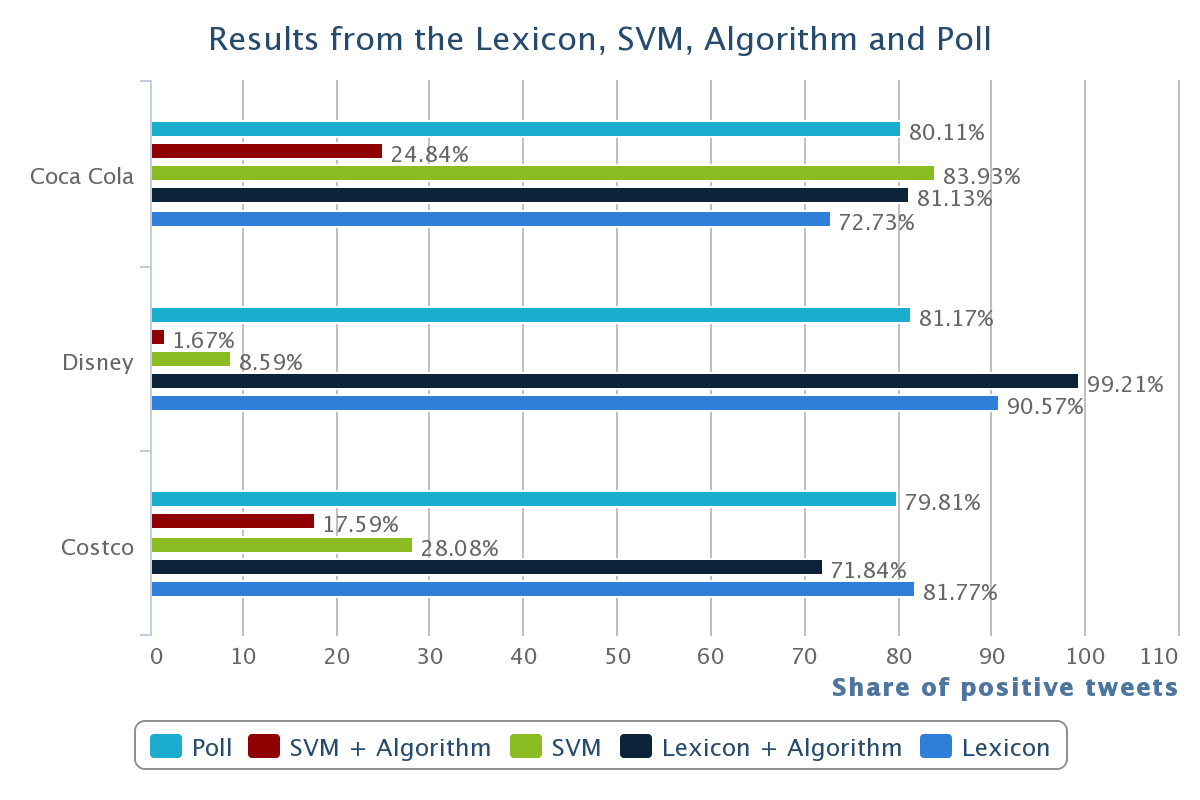 Results from the Lexicon, SVM, Algorithm and Poll
Coca Cola
80.11%
24.84%
83.93%
81.13%
72.73%
Disney
81.17%
1.67%
8.59%
99.21%
90.57%
Costco
79.81%
17.59%
28.08%
71.84%
81.77%
0 10 20 30 40 50 60 70 80 90 100 110
Share of positive tweets
Poll SVM + Algorithm SVM Lexicon + Algorithm Lexicon